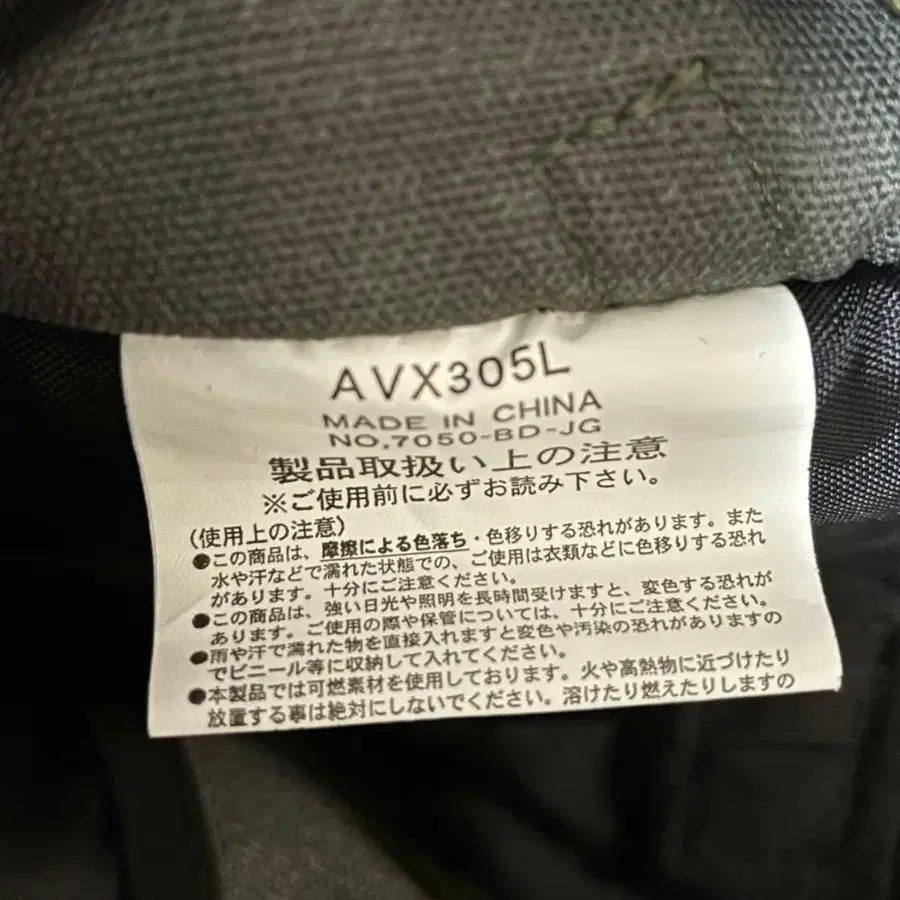 AVX305L
MADE IN CHINA
NO.7050-BD-JG
製品取扱い上の注意
※ご使用前に必ずお読み下さい。
(使用上の注意)
●この商品は、摩擦による色落ち・色移りする恐れがあります。また
水や汗などで濡れた状態での、ご使用は衣類などに色移りする恐れ
があります。十分にご注意ください。
●この商品は、強い日光や照明を長時間受けますと、変色する恐れが
あります。ご使用の際や保管については、十分にご注意ください。
●雨や汗で濡れた物を直接入れますと変色や汚染の恐れがありますの
でビニール等に収納して入れてください。
●本製品では可燃素材を使用しております。火や高熱物に近づけたり
放置する事は絶対にしないでください。溶けたり燃えたりしますの